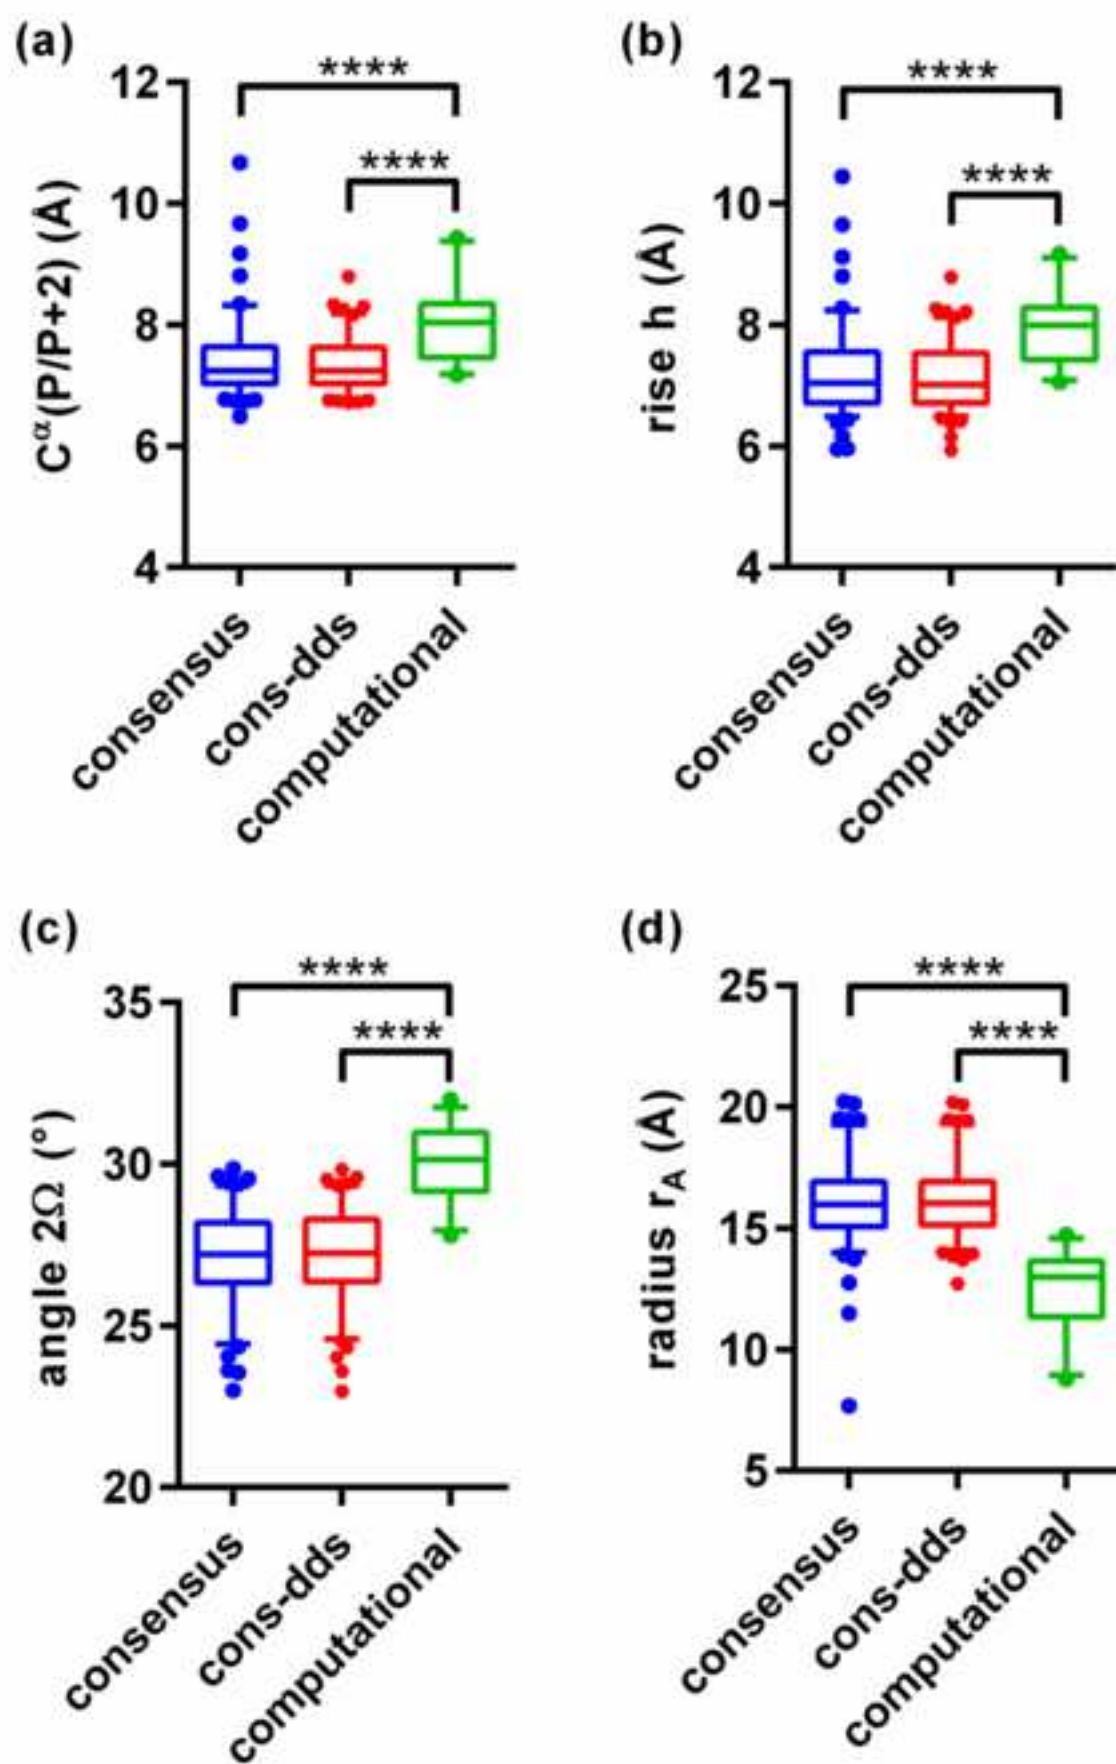 (a)
****
****
12
10
8
6
4
Cα(P/P+2) (Å)
consensus
cons-dds
computational
(b)
****
****
12
10
8
6
4
rise h (Å)
consensus
cons-dds
computational
(c)
****
****
35
30
25
20
angle 2Ω (°)
consensus
cons-dds
computational
(d)
****
****
25
20
15
10
5
radius rA (Å)
consensus
cons-dds
computational